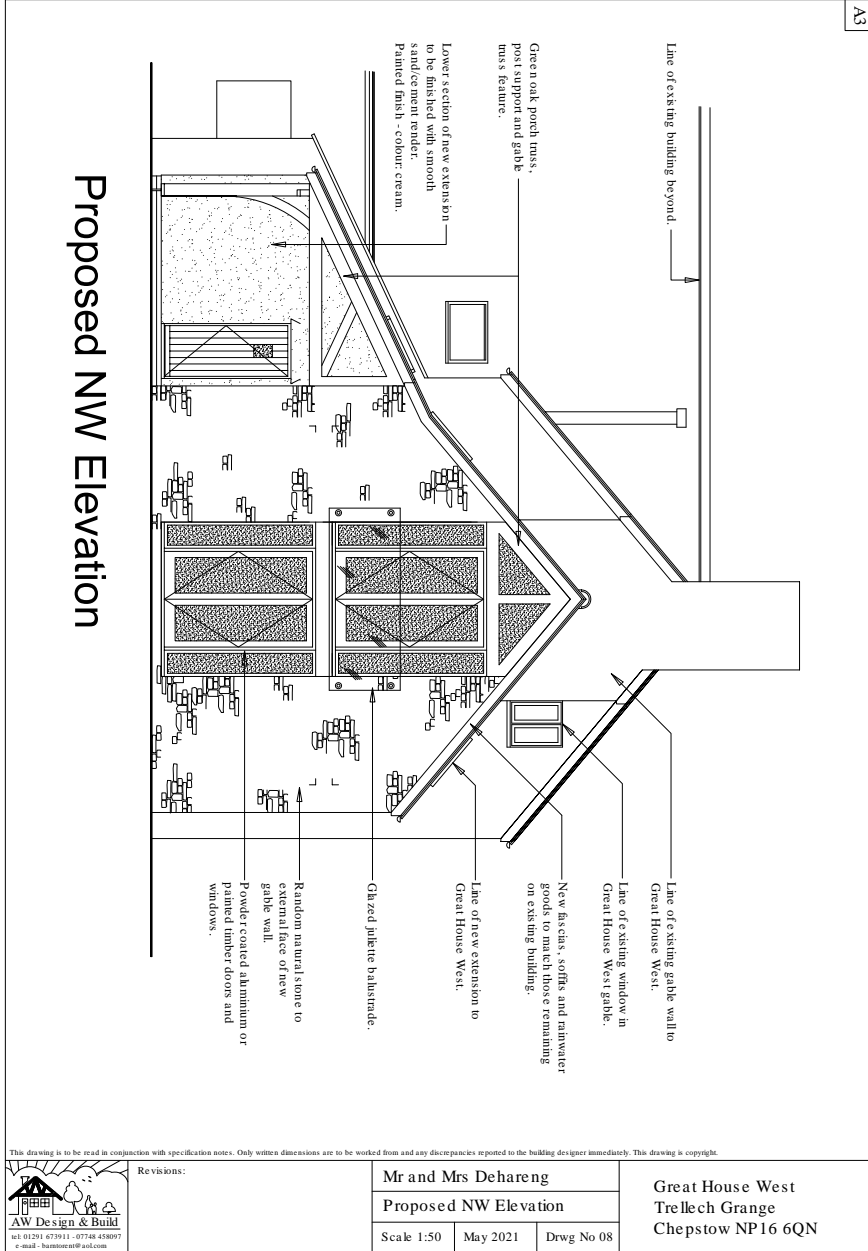 A3
Line of existing building beyond.
Green oak porch truss,
post support and gable
truss feature.
Lower section of new extension
to be finished with smooth
sand/cement render.
Painted finish - colour: cream.
Line of existing gable wall to
Great House West.
Line of existing window in
Great House West gable.
New fascias, soffits and rainwater
goods to match those remaining
on existing building.
Line of new extension to
Great House West.
Glazed juliette balustrade.
Random natural stone to
external face of new
gable wall.
Powder coated aluminium or
painted timber doors and
windows.
Proposed NW Elevation
This drawing is to be read in conjunction with specification notes. Only written dimensions are to be worked from and any discrepancies reported to the building designer immediately. This drawing is copyright.
AW Design & Build
tel: 01291 673911 - 07748 458097
e-mail - barntorent@aol.com
Revisions:
Mr and Mrs Dehareng
Proposed NW Elevation
Scale 1:50
May 2021
Drwg No 08
Great House West
Trellech Grange
Chepstow NP16 6QN